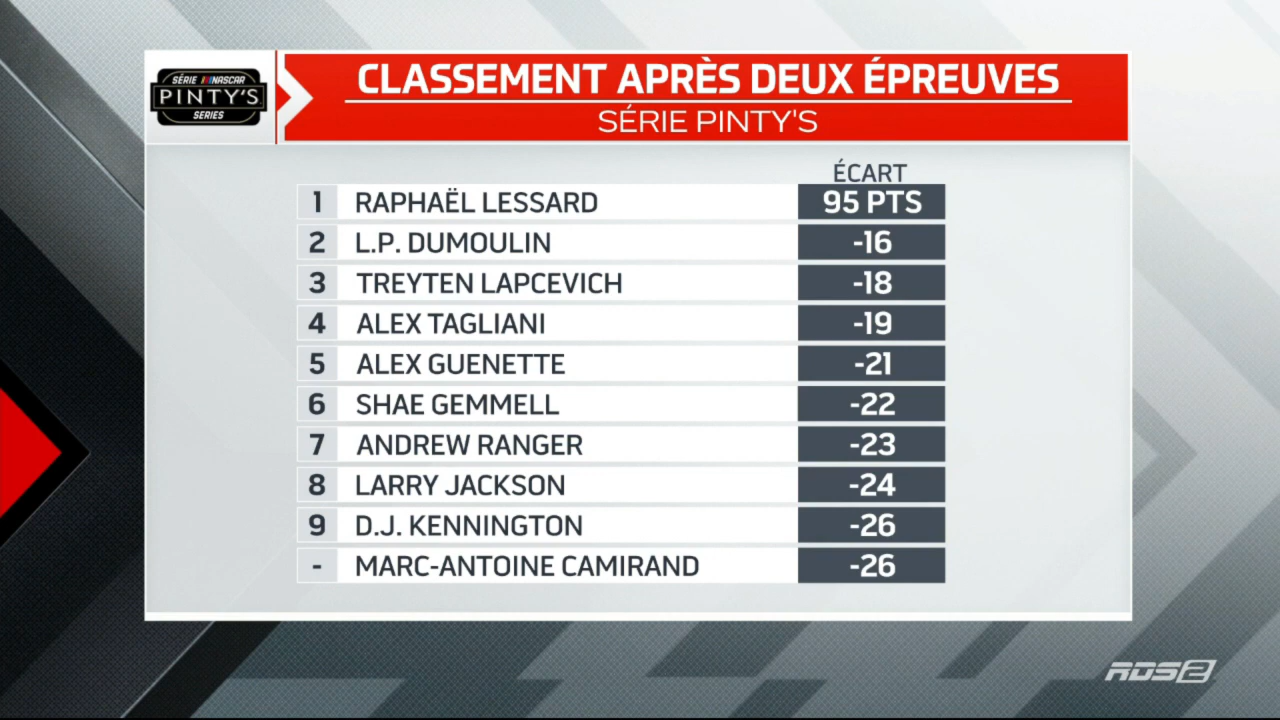 SÉRIE NASCAR
PINTY'S
SERIES
CLASSEMENT APRÈS DEUX ÉPREUVES
SÉRIE PINTY'S
ÉCART
1 RAPHAËL LESSARD 95 PTS
2 L.P. DUMOULIN -16
3 TREYTEN LAPCEVICH -18
4 ALEX TAGLIANI -19
5 ALEX GUENETTE -21
6 SHAE GEMMELL -22
7 ANDREW RANGER -23
8 LARRY JACKSON -24
9 D.J. KENNINGTON -26
- MARC-ANTOINE CAMIRAND -26
RDS2